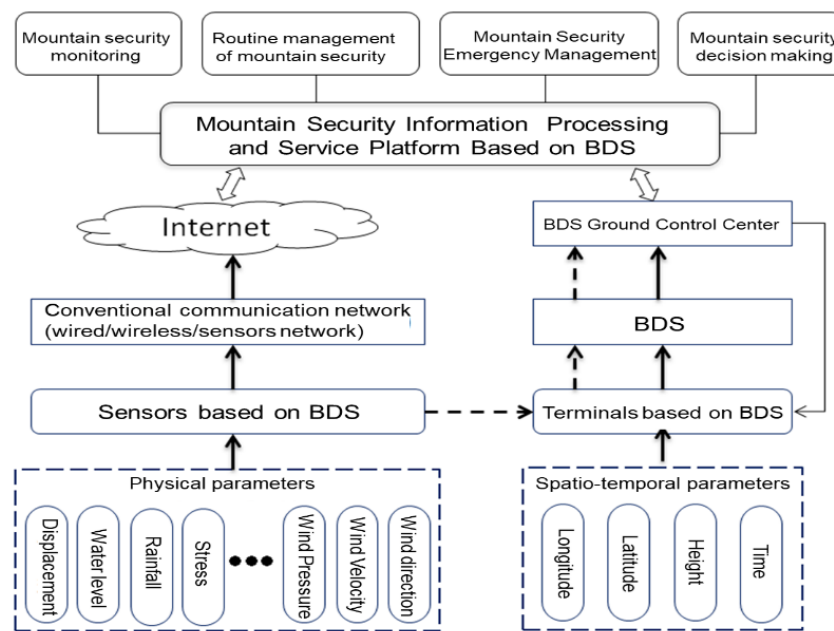 Mountain security
monitoring
Routine management
of mountain security
Mountain Security
Emergency Management
Mountain security
decision making
Mountain Security Information Processing
and Service Platform Based on BDS
Internet
BDS Ground Control Center
Conventional communication network
(wired/wireless/sensors network)
BDS
Sensors based on BDS
Terminals based on BDS
Physical parameters
Spatio-temporal parameters
Displacement
Water level
Rainfall
Stress
Wind Pressure
Wind Velocity
Wind direction
Longitude
Latitude
Height
Time